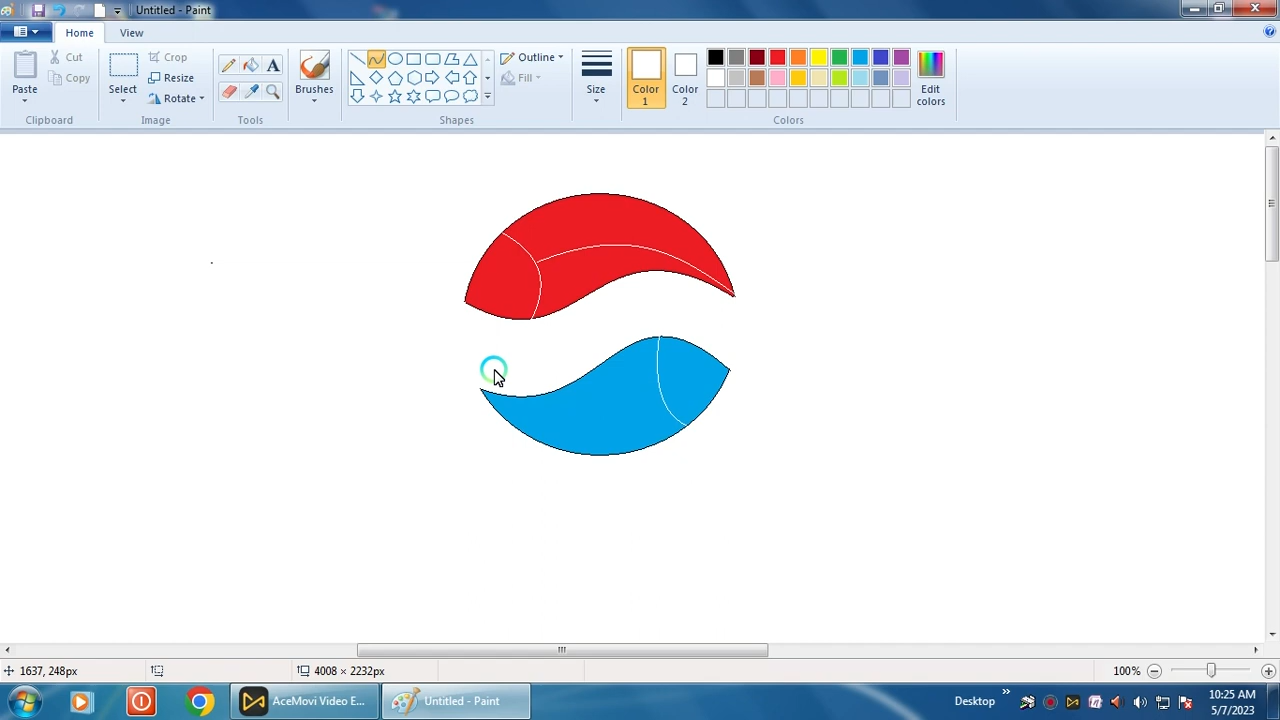 Untitled - Paint
Home View
Paste
Cut
Copy
Clipboard
Select
Crop
Resize
Rotate
Image
A
Tools
Brushes
Outline
Fill
Shapes
Size
Color
1
Color
2
Edit
colors
Colors
1637, 248px
4008 × 2232px
100%
AceMovi Video E...
Untitled - Paint
Desktop
10:25 AM
5/7/2023